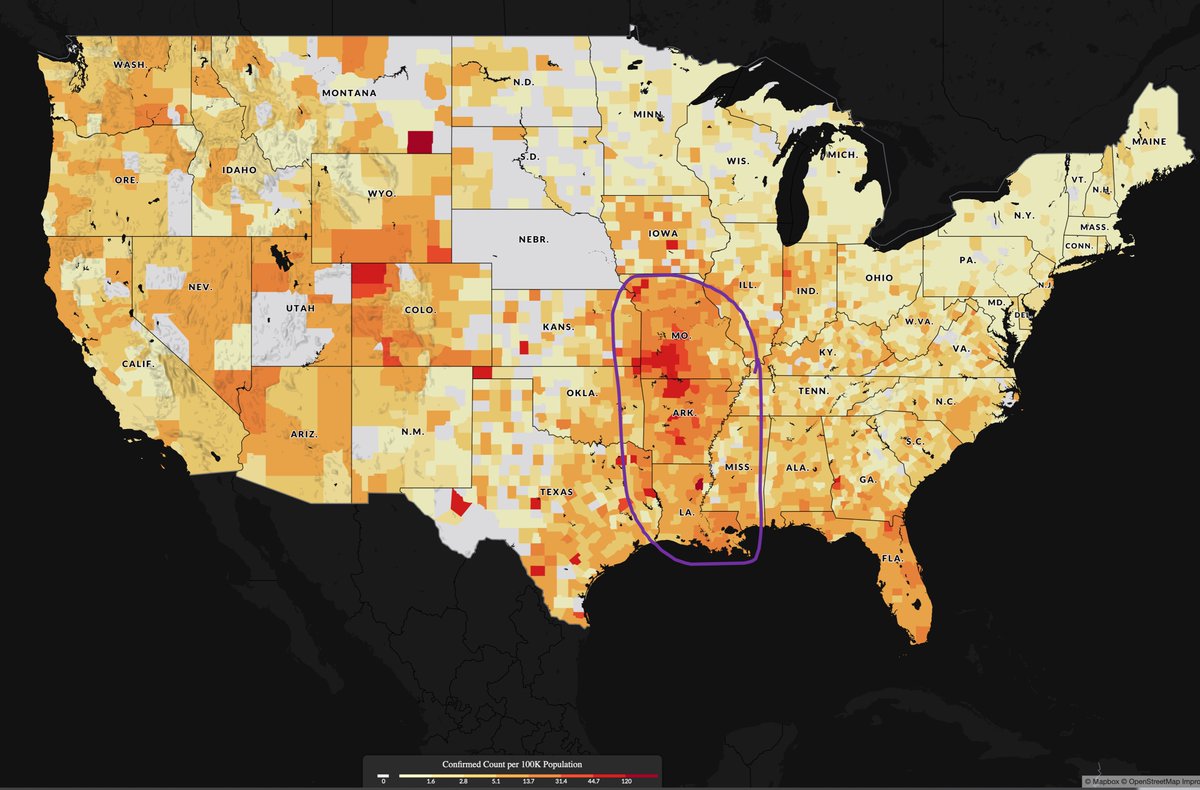 WASH.
MONTANA
N.D.
MINN.
MAINE
ORE.
IDAHO
S.D.
WIS.
MICH.
VT.
N.H.
WYO.
N.Y.
MASS.
CONN.
NEBR.
IOWA
PA.
N.J.
NEV.
UTAH
COLO.
KANS.
MO.
ILL.
IND.
OHIO
MD.
DEL.
W.VA.
VA.
CALIF.
KY.
ARIZ.
N.M.
OKLA.
ARK.
TENN.
N.C.
S.C.
TEXAS
LA.
MISS.
ALA.
GA.
FLA.
Confirmed Count per 100K Population
0 1.6 2.8 5.1 13.7 31.4 44.7 120
© Mapbox © OpenStreetMap Impro